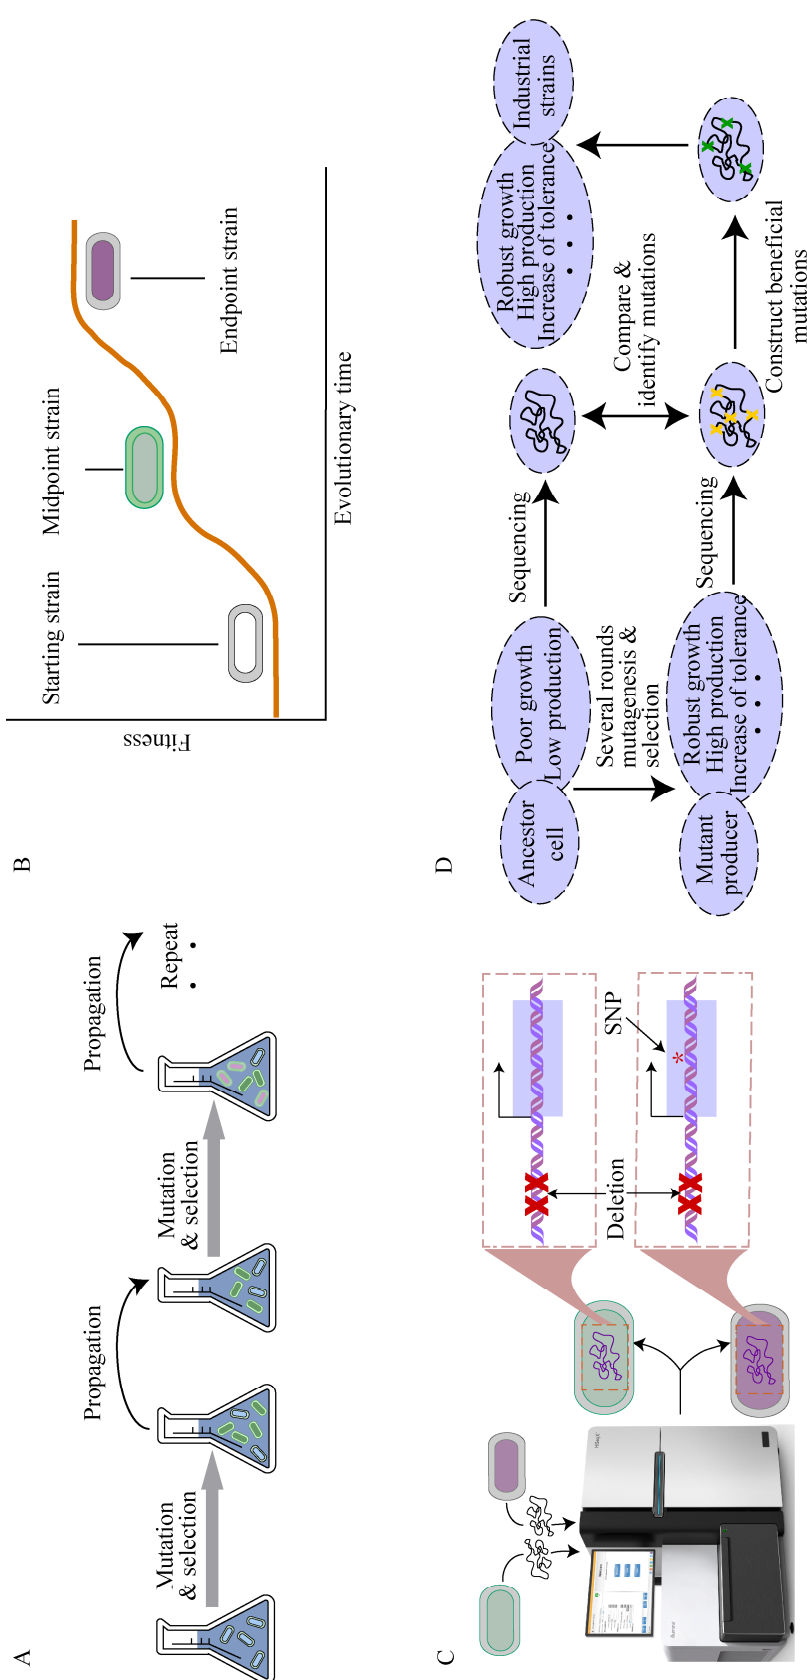 A
Mutation
& selection
Propagation
Mutation
& selection
Propagation
Repeat
B
Fitness
Starting strain
Midpoint strain
Endpoint strain
Evolutionary time
C
Deletion
SNP
D
Ancestor
cell
Poor growth
Low production
Sequencing
Several rounds
mutagenesis &
selection
Mutant
producer
Robust growth
High production
Increase of tolerance
Sequencing
Compare &
identify mutations
Construct beneficial
mutations
Robust growth
High production
Increase of tolerance
Industrial
strains